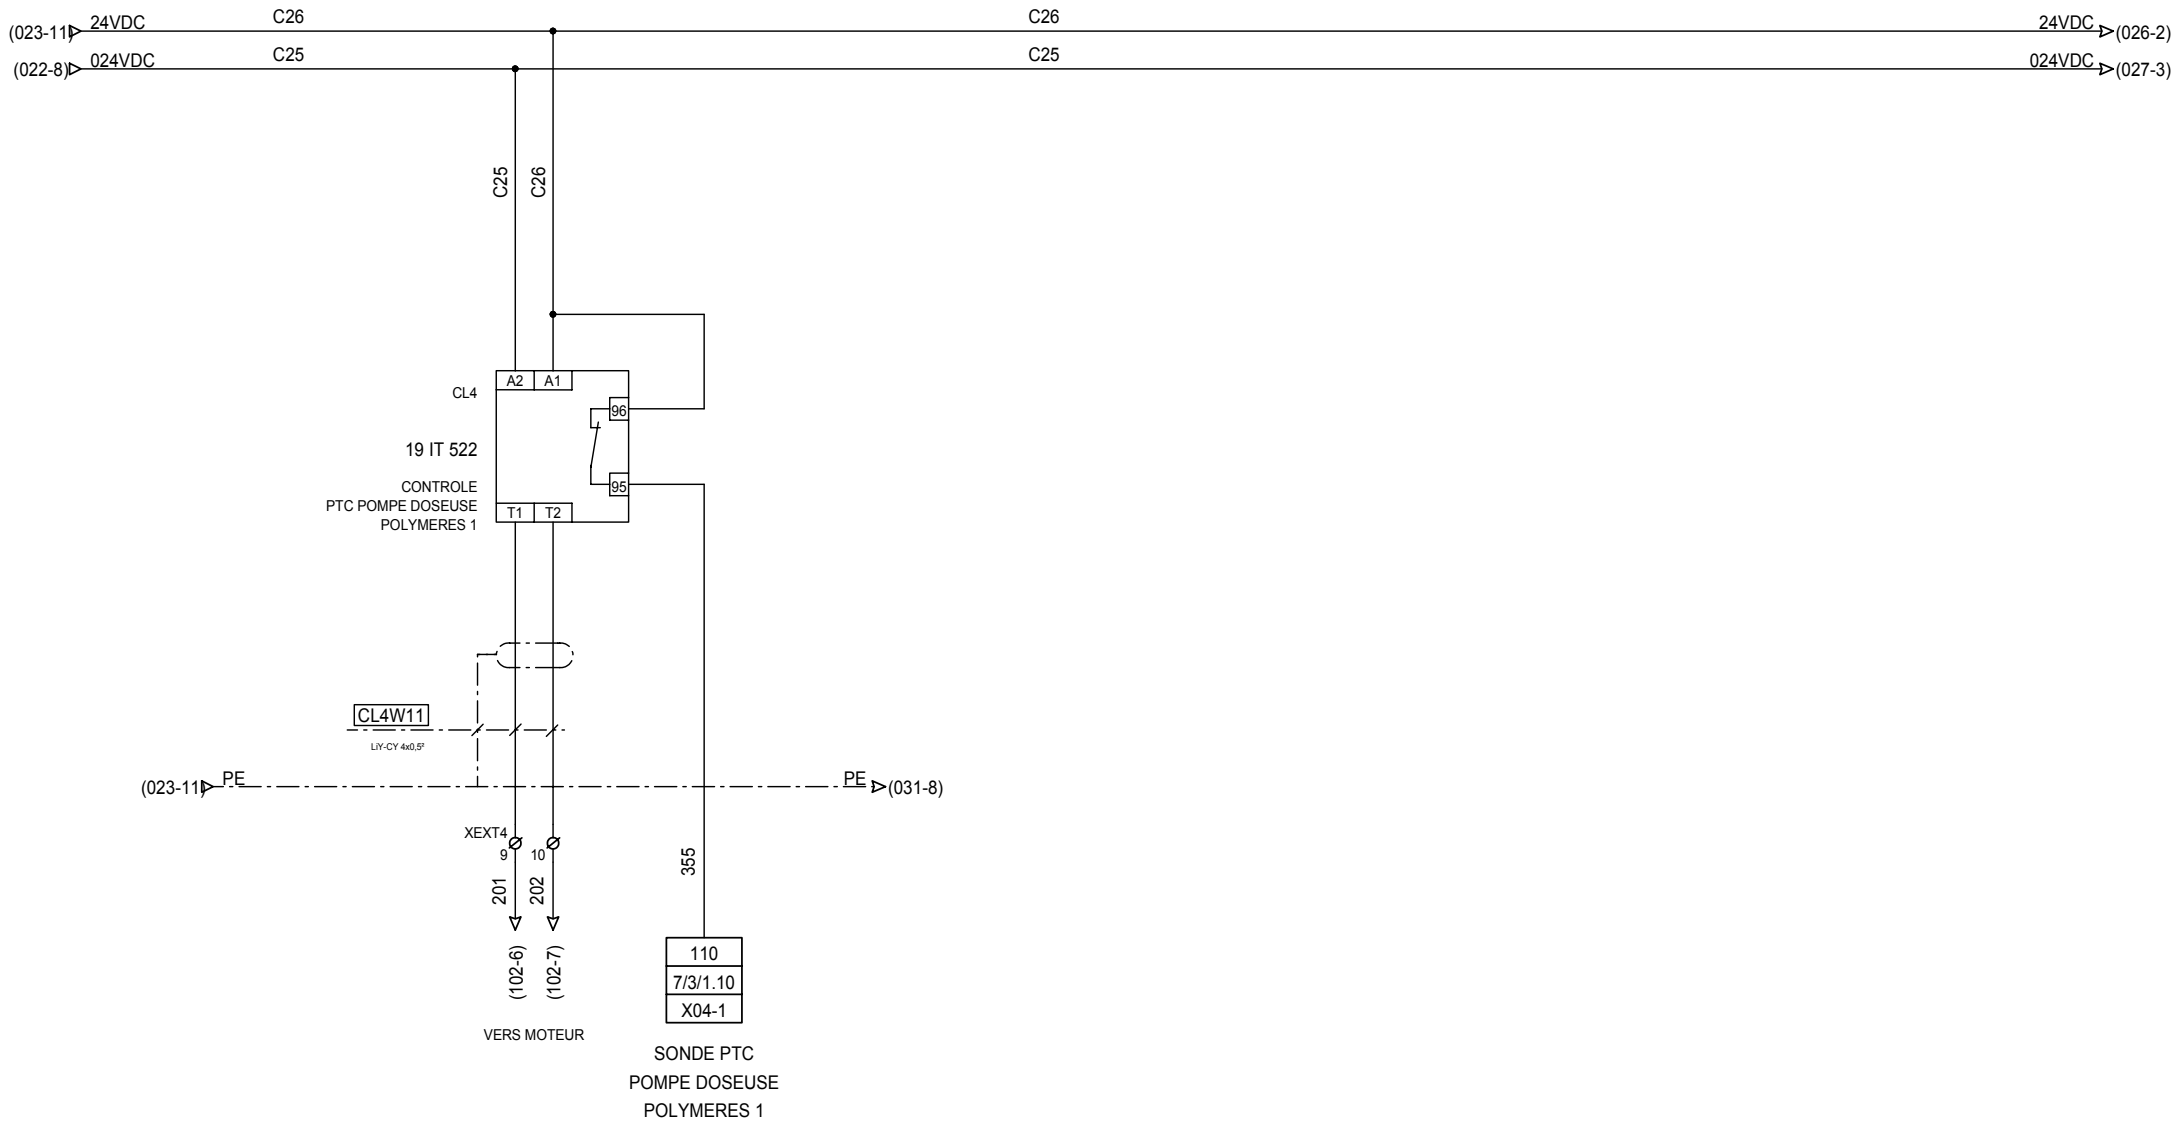 C26
C26
(023-11) 24VDC
24VDC (026-2)
C25
C25
(022-8) 024VDC
024VDC (027-3)
C25
C26
A2 A1
CL4
96
19 IT 522
CONTROLE
95
PTC POMPE DOSEUSE
T1 T2
POLYMERES 1
CL4W11
LiY-CY 4x0,5²
(023-11) PE
PE (031-8)
XEXT4
9
10
201
202
355
(102-6)
(102-7)
110
7/3/1.10
X04-1
VERS MOTEUR
SONDE PTC
POMPE DOSEUSE
POLYMERES 1